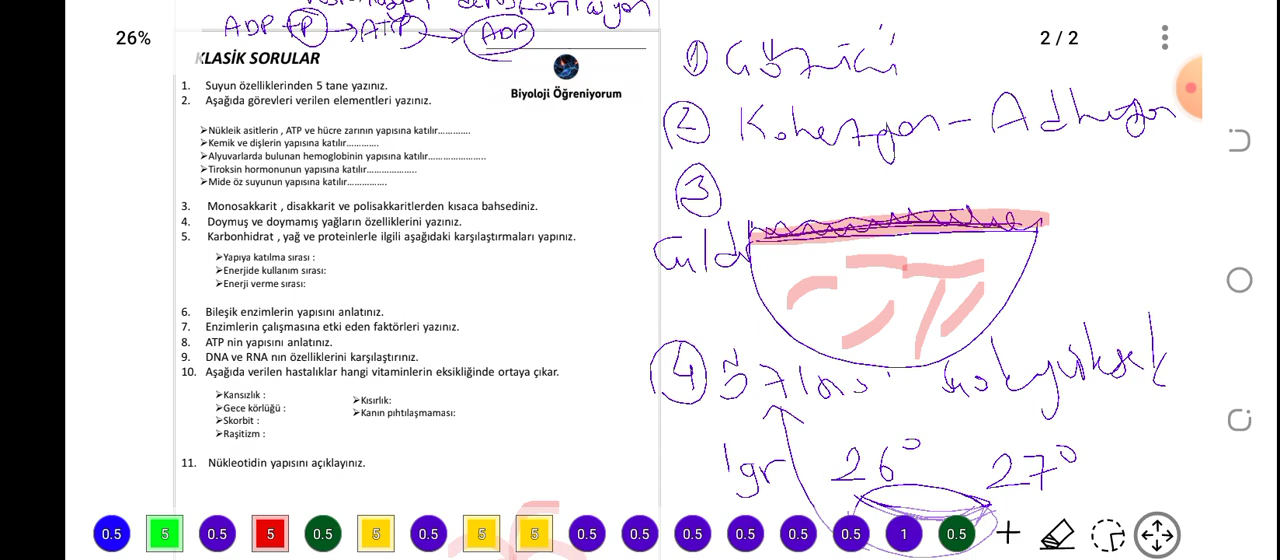 26%
2 / 2
ADP + P → ATP → ADP
KLASİK SORULAR
Biyoloji Öğreniyorum
1. Suyun özelliklerinden 5 tane yazınız.
2. Aşağıda görevleri verilen elementleri yazınız.
➤Nükleik asitlerin , ATP ve hücre zarının yapısına katılır………….
➤Kemik ve dişlerin yapısına katılır………….
➤Alyuvarlarda bulunan hemoglobinin yapısına katılır…………………..
➤Tiroksin hormonunun yapısına katılır………………..
➤Mide öz suyunun yapısına katılır…………….
3. Monosakkarit , disakkarit ve polisakkaritlerden kısaca bahsediniz.
4. Doymuş ve doymamış yağların özelliklerini yazınız.
5. Karbonhidrat , yağ ve proteinlerle ilgili aşağıdaki karşılaştırmaları yapınız.
➤Yapıya katılma sırası :
➤Enerjide kullanım sırası:
➤Enerji verme sırası:
6. Bileşik enzimlerin yapısını anlatınız.
7. Enzimlerin çalışmasına etki eden faktörleri yazınız.
8. ATP nin yapısını anlatınız.
9. DNA ve RNA nın özelliklerini karşılaştırınız.
10. Aşağıda verilen hastalıklar hangi vitaminlerin eksikliğinde ortaya çıkar.
➤Kansızlık :
➤Gece körlüğü :
➤Skorbit :
➤Raşitizm :
➤Kısırlık:
➤Kanın pıhtılaşmaması:
11. Nükleotidin yapısını açıklayınız.
① Çözücü
② Kohezyon - Adhezyon
③
④ Özısısı çok yüksek
1gr 26° 27°
0.5 5 0.5 5 0.5 5 0.5 5 5 0.5 0.5 0.5 0.5 0.5 0.5 1 0.5